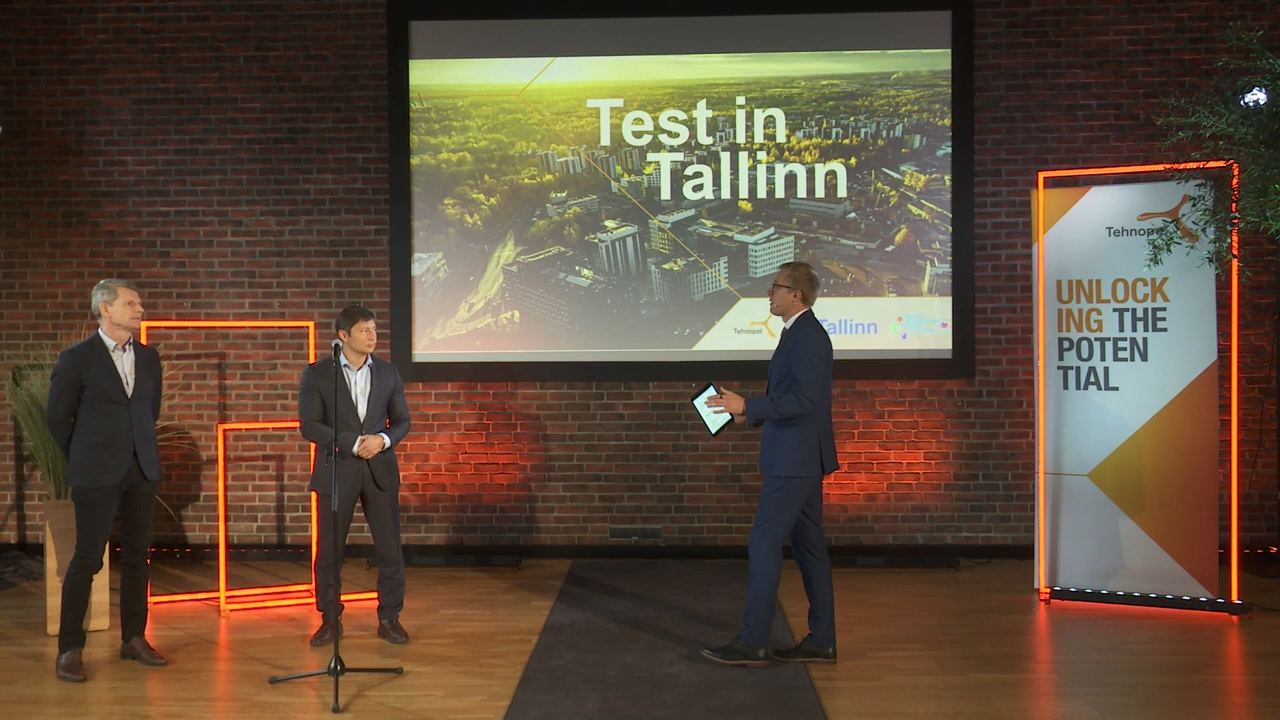 Test in
Tallinn
Tehnopol
Tallinn
Tehnopol
UNLOCK
ING THE
POTEN
TIAL